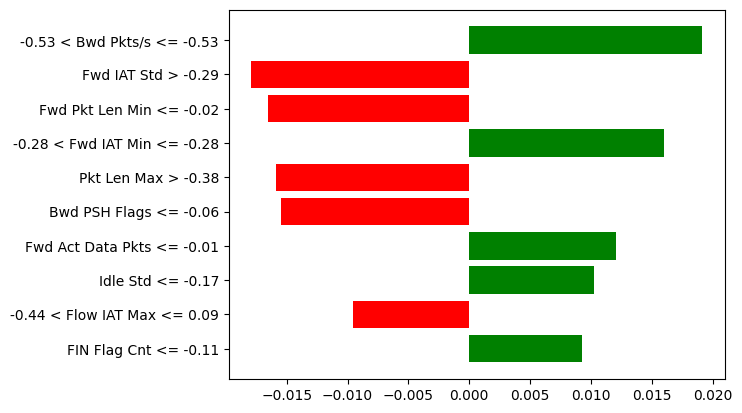 -0.53 < Bwd Pkts/s <= -0.53
Fwd IAT Std > -0.29
Fwd Pkt Len Min <= -0.02
-0.28 < Fwd IAT Min <= -0.28
Pkt Len Max > -0.38
Bwd PSH Flags <= -0.06
Fwd Act Data Pkts <= -0.01
Idle Std <= -0.17
-0.44 < Flow IAT Max <= 0.09
FIN Flag Cnt <= -0.11
−0.015 −0.010 −0.005 0.000 0.005 0.010 0.015 0.020